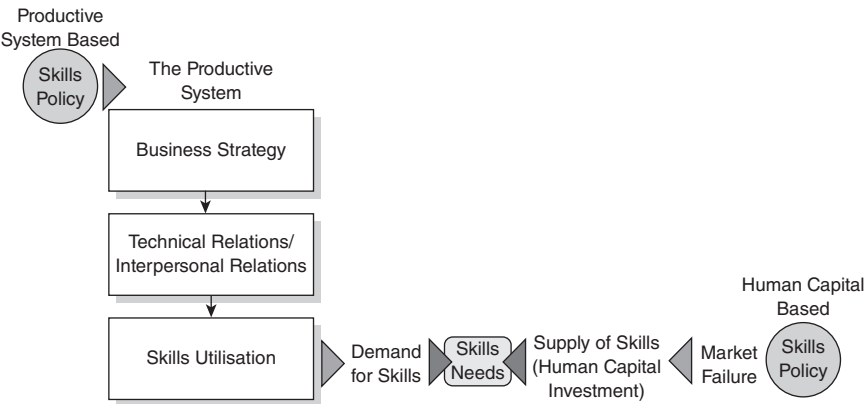 Productive
System Based
Skills
Policy
The Productive
System
Business Strategy
Technical Relations/
Interpersonal Relations
Skills Utilisation
Demand
for Skills
Skills
Needs
Supply of Skills
(Human Capital
Investment)
Market
Failure
Human Capital
Based
Skills
Policy